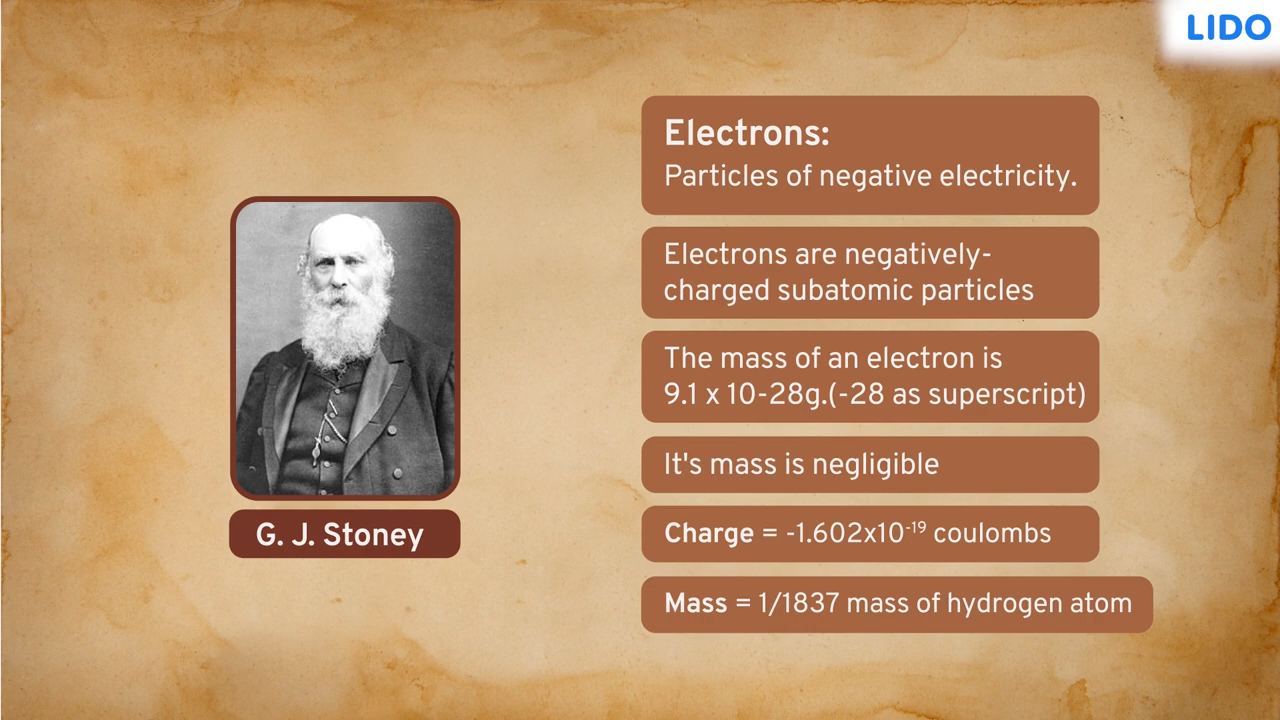 LIDO
Electrons:
Particles of negative electricity.
Electrons are negatively-
charged subatomic particles
The mass of an electron is
9.1 x 10-28g.(-28 as superscript)
It's mass is negligible
Charge = -1.602x10⁻¹⁹ coulombs
Mass = 1/1837 mass of hydrogen atom
G. J. Stoney